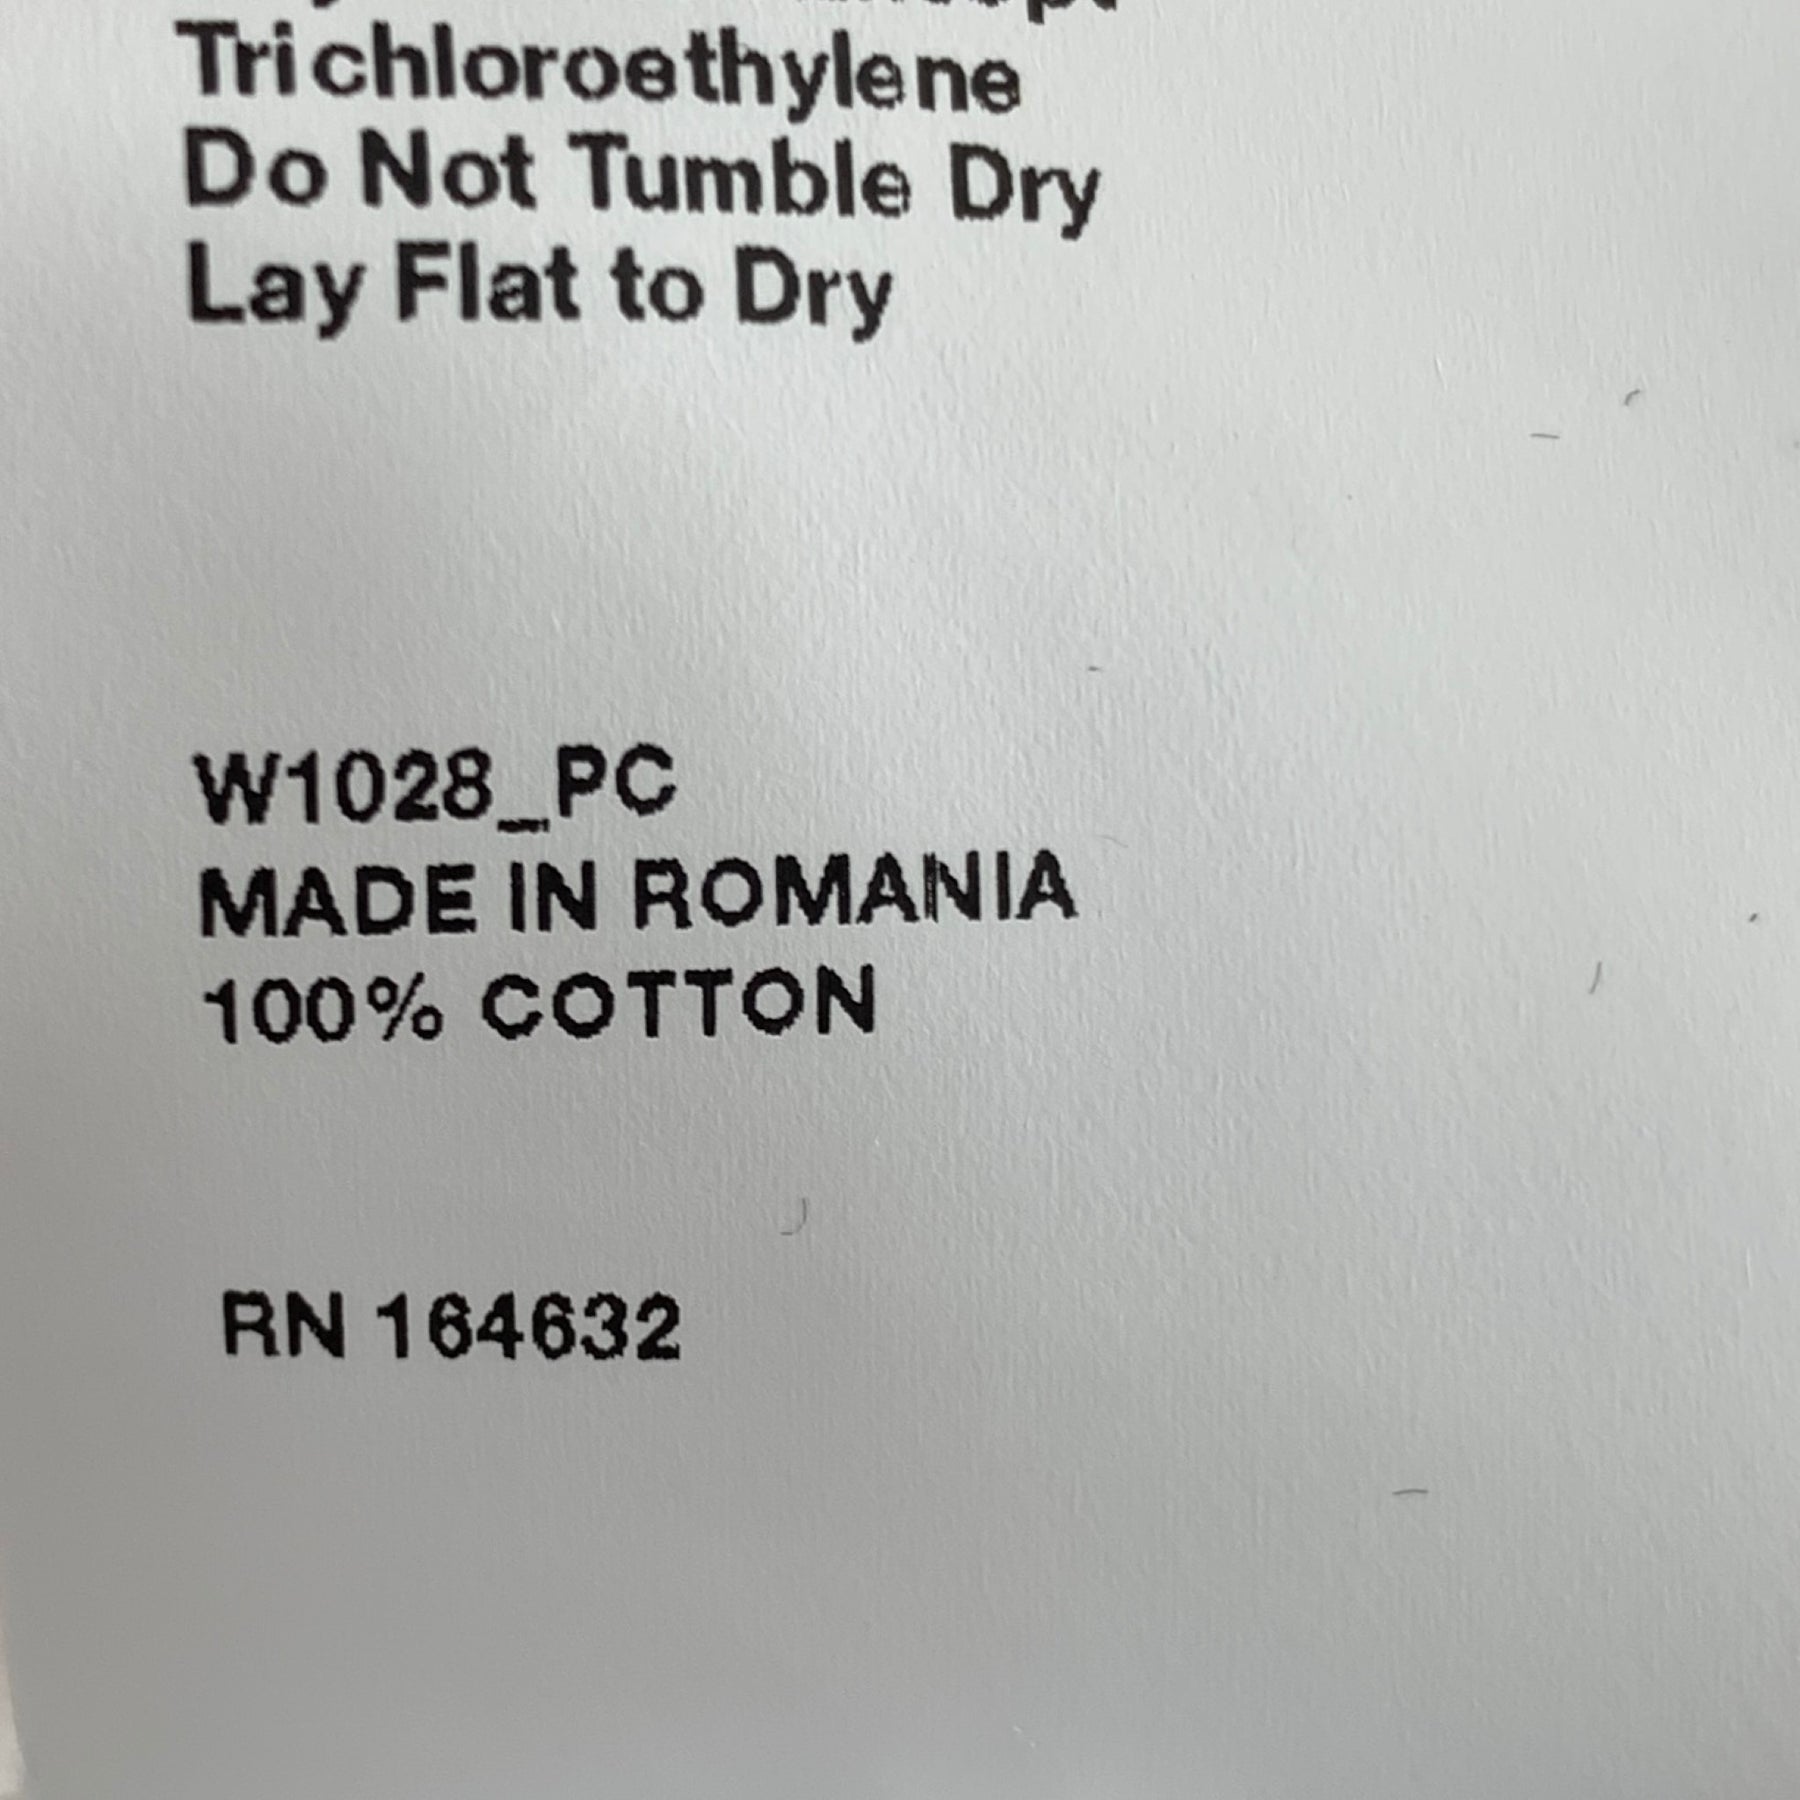 Trichloroethylene
Do Not Tumble Dry
Lay Flat to Dry
W1028_PC
MADE IN ROMANIA
100% COTTON
RN 164632